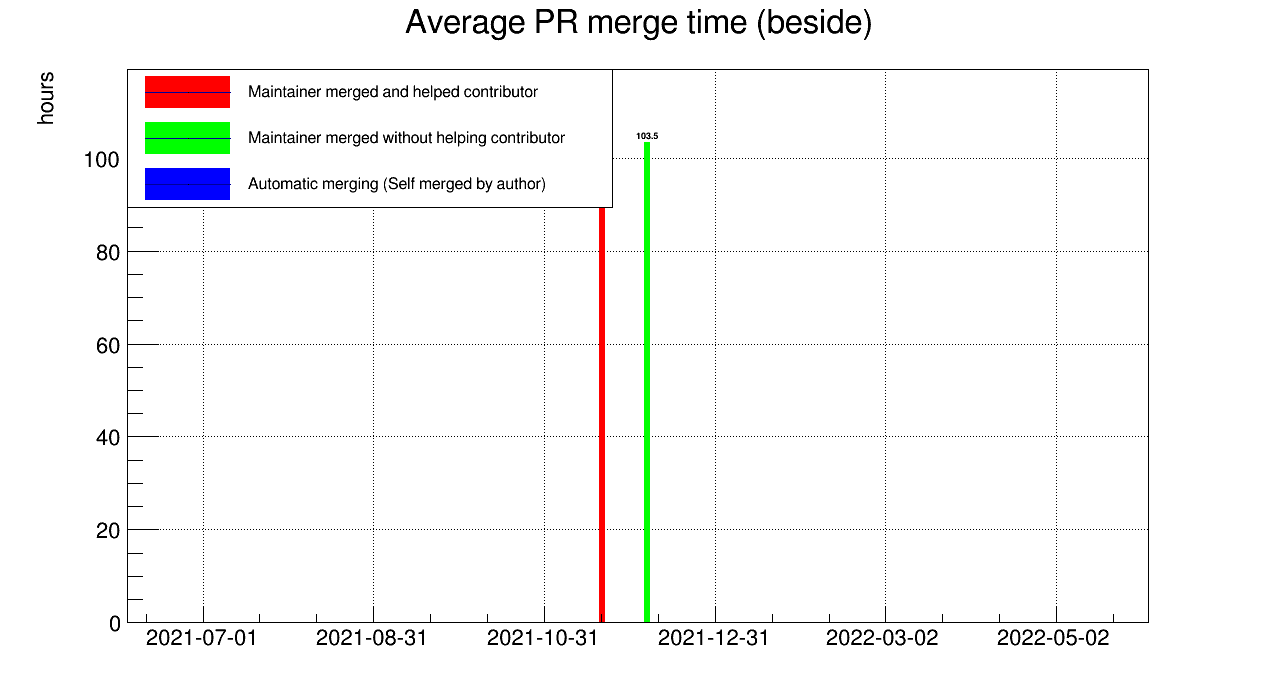 Average PR merge time (beside)
hours
Maintainer merged and helped contributor
Maintainer merged without helping contributor
Automatic merging (Self merged by author)
103.5
100
80
60
40
20
0
2021-07-01 2021-08-31 2021-10-31 2021-12-31 2022-03-02 2022-05-02